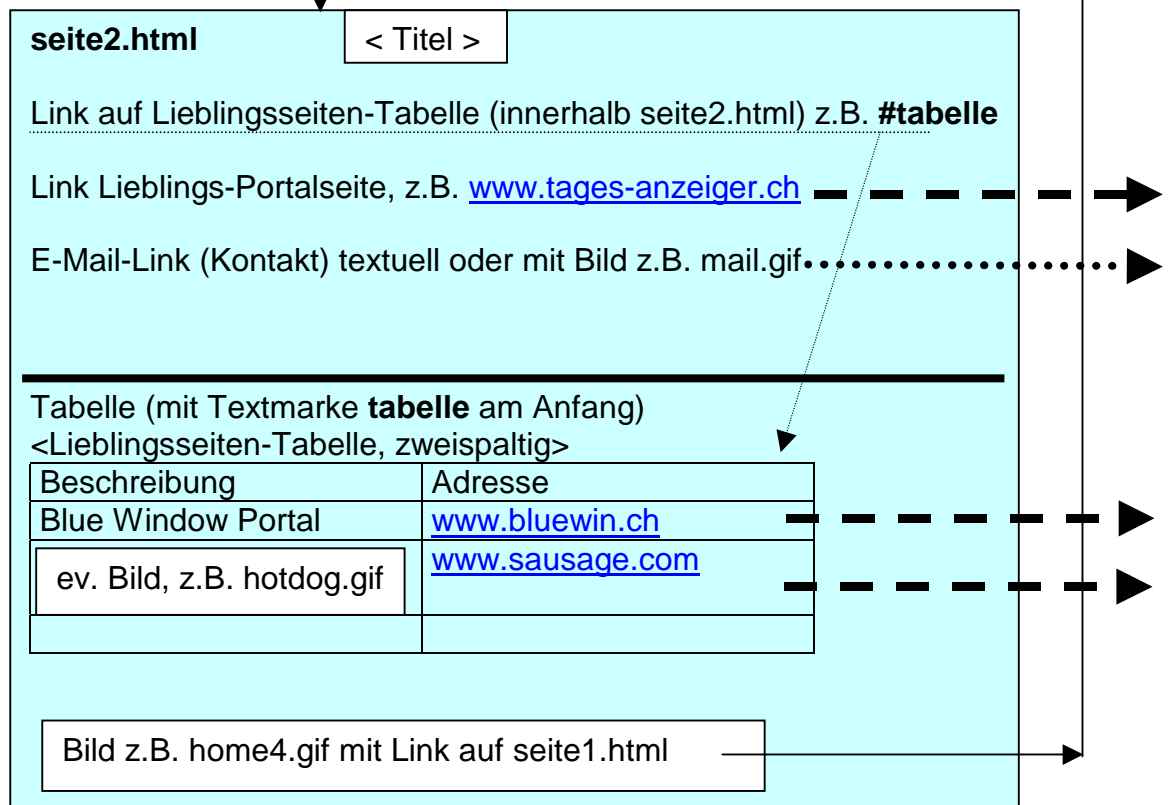 seite2.html < Titel >
Link auf Lieblingsseiten-Tabelle (innerhalb seite2.html) z.B. #tabelle
Link Lieblings-Portalseite, z.B. www.tages-anzeiger.ch
E-Mail-Link (Kontakt) textuell oder mit Bild z.B. mail.gif
Tabelle (mit Textmarke tabelle am Anfang)
<Lieblingsseiten-Tabelle, zweispaltig>
Beschreibung Adresse
Blue Window Portal www.bluewin.ch
ev. Bild, z.B. hotdog.gif www.sausage.com
Bild z.B. home4.gif mit Link auf seite1.html